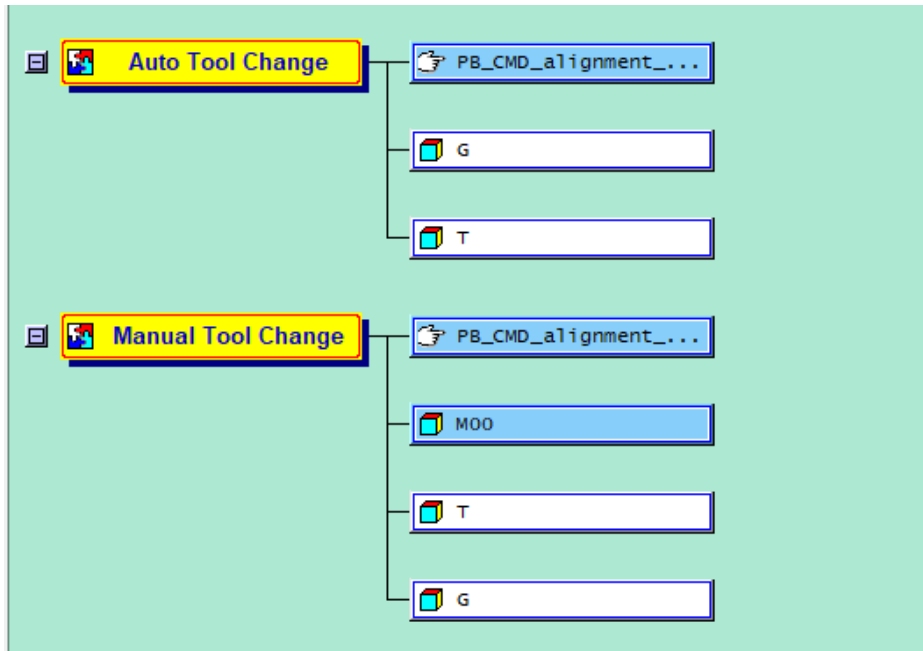 Auto Tool Change
PB_CMD_alignment_...
G
T
Manual Tool Change
PB_CMD_alignment_...
M00
T
G